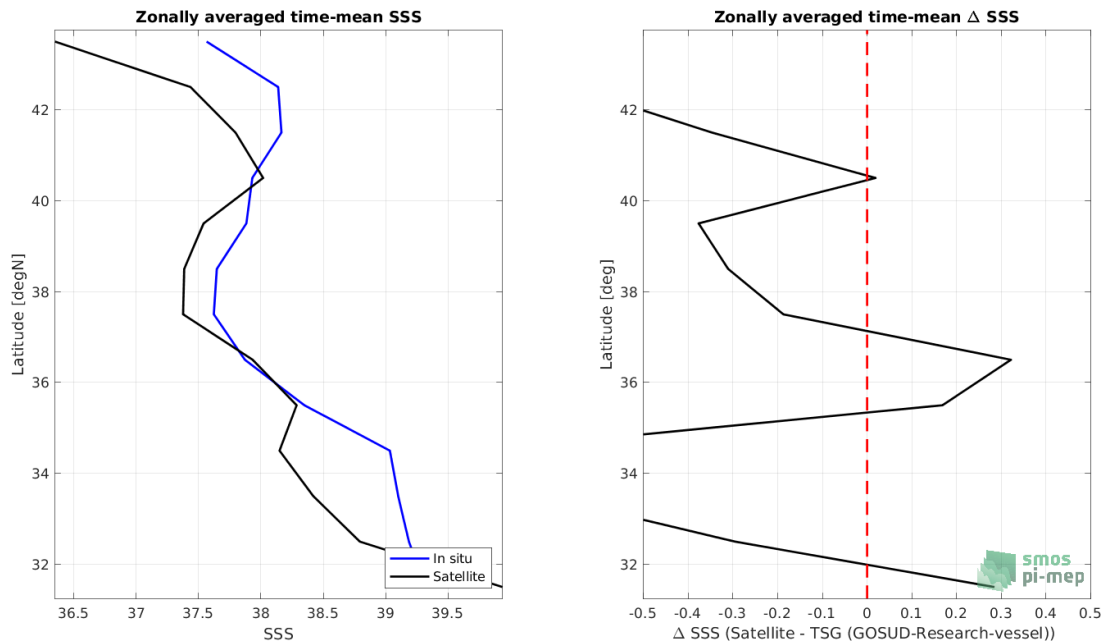 Zonally averaged time-mean SSS
Latitude [degN]
42
40
38
36
34
32
36.5 37 37.5 38 38.5 39 39.5
SSS
In situ
Satellite
Zonally averaged time-mean Δ SSS
Latitude [deg]
42
40
38
36
34
32
-0.5 -0.4 -0.3 -0.2 -0.1 0 0.1 0.2 0.3 0.4 0.5
Δ SSS (Satellite - TSG (GOSUD-Research-vessel))
smos
pi-mep